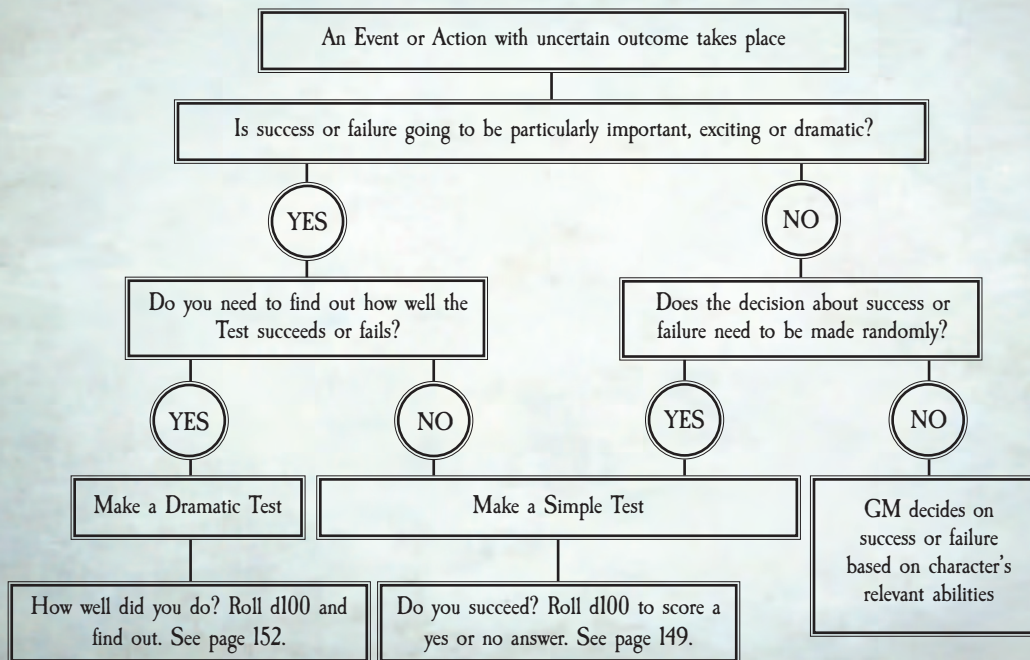 An Event or Action with uncertain outcome takes place
Is success or failure going to be particularly important, exciting or dramatic?
YES
NO
Do you need to find out how well the
Test succeeds or fails?
Does the decision about success or
failure need to be made randomly?
YES
NO
YES
NO
Make a Dramatic Test
Make a Simple Test
GM decides on
success or failure
based on character's
relevant abilities
How well did you do? Roll d100 and
find out. See page 152.
Do you succeed? Roll d100 to score a
yes or no answer. See page 149.